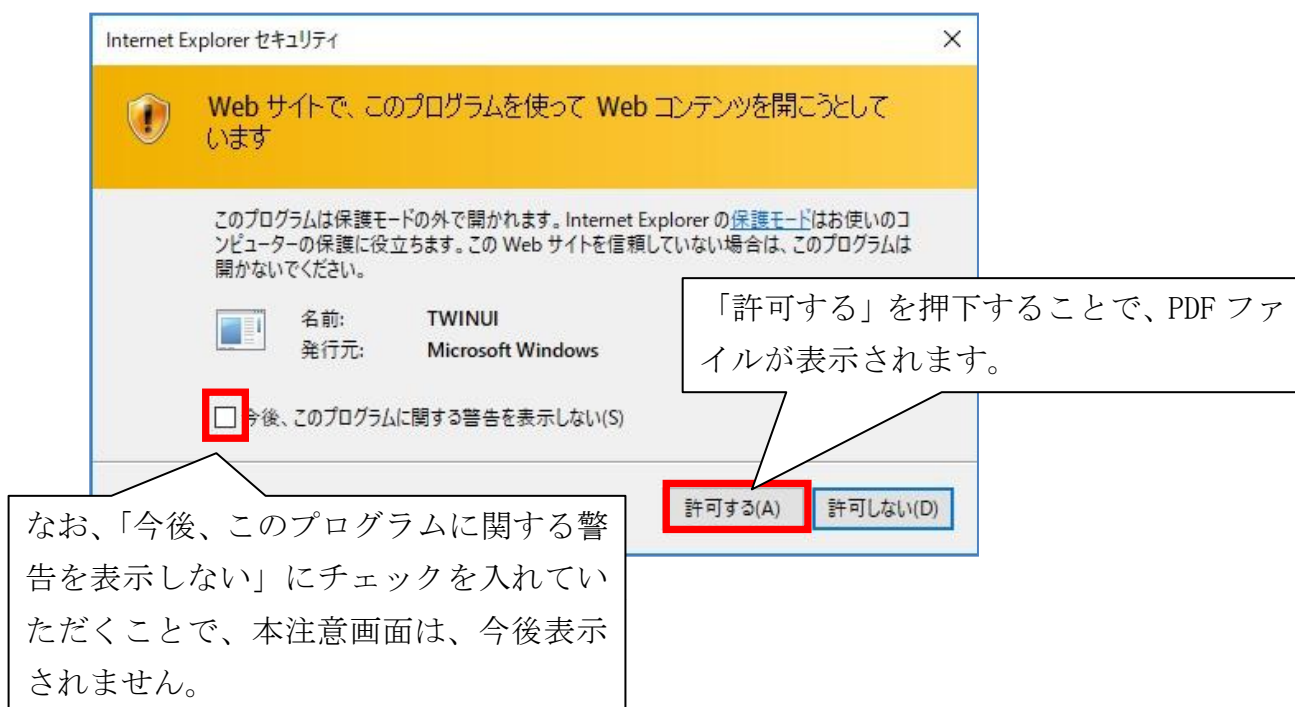 Internet Explorer セキュリティ
Web サイトで、このプログラムを使って Web コンテンツを開こうとして
います
このプログラムは保護モードの外で開かれます。Internet Explorer の保護モードはお使いのコ
ンピューターの保護に役立ちます。この Web サイトを信頼していない場合は、このプログラムは
開かないでください。
名前: TWINUI
発行元: Microsoft Windows
「許可する」を押下することで、PDF ファ
イルが表示されます。
今後、このプログラムに関する警告を表示しない(S)
許可する(A) 許可しない(D)
なお、「今後、このプログラムに関する警
告を表示しない」にチェックを入れてい
ただくことで、本注意画面は、今後表示
されません。